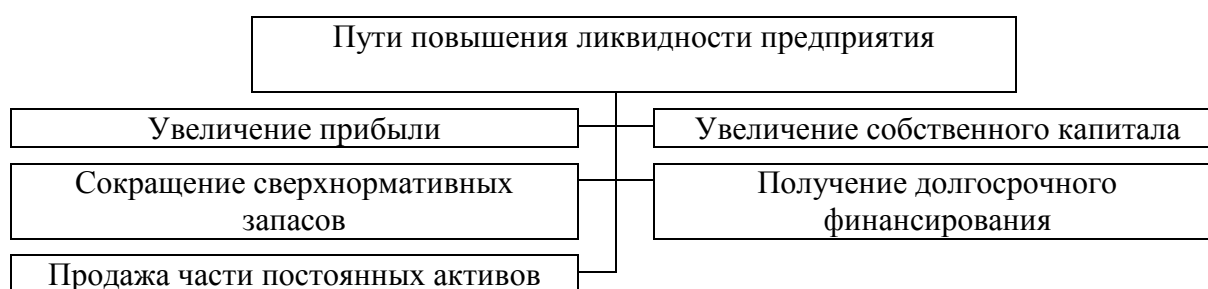 Пути повышения ликвидности предприятия
Увеличение прибыли
Увеличение собственного капитала
Сокращение сверхнормативных
запасов
Получение долгосрочного
финансирования
Продажа части постоянных активов